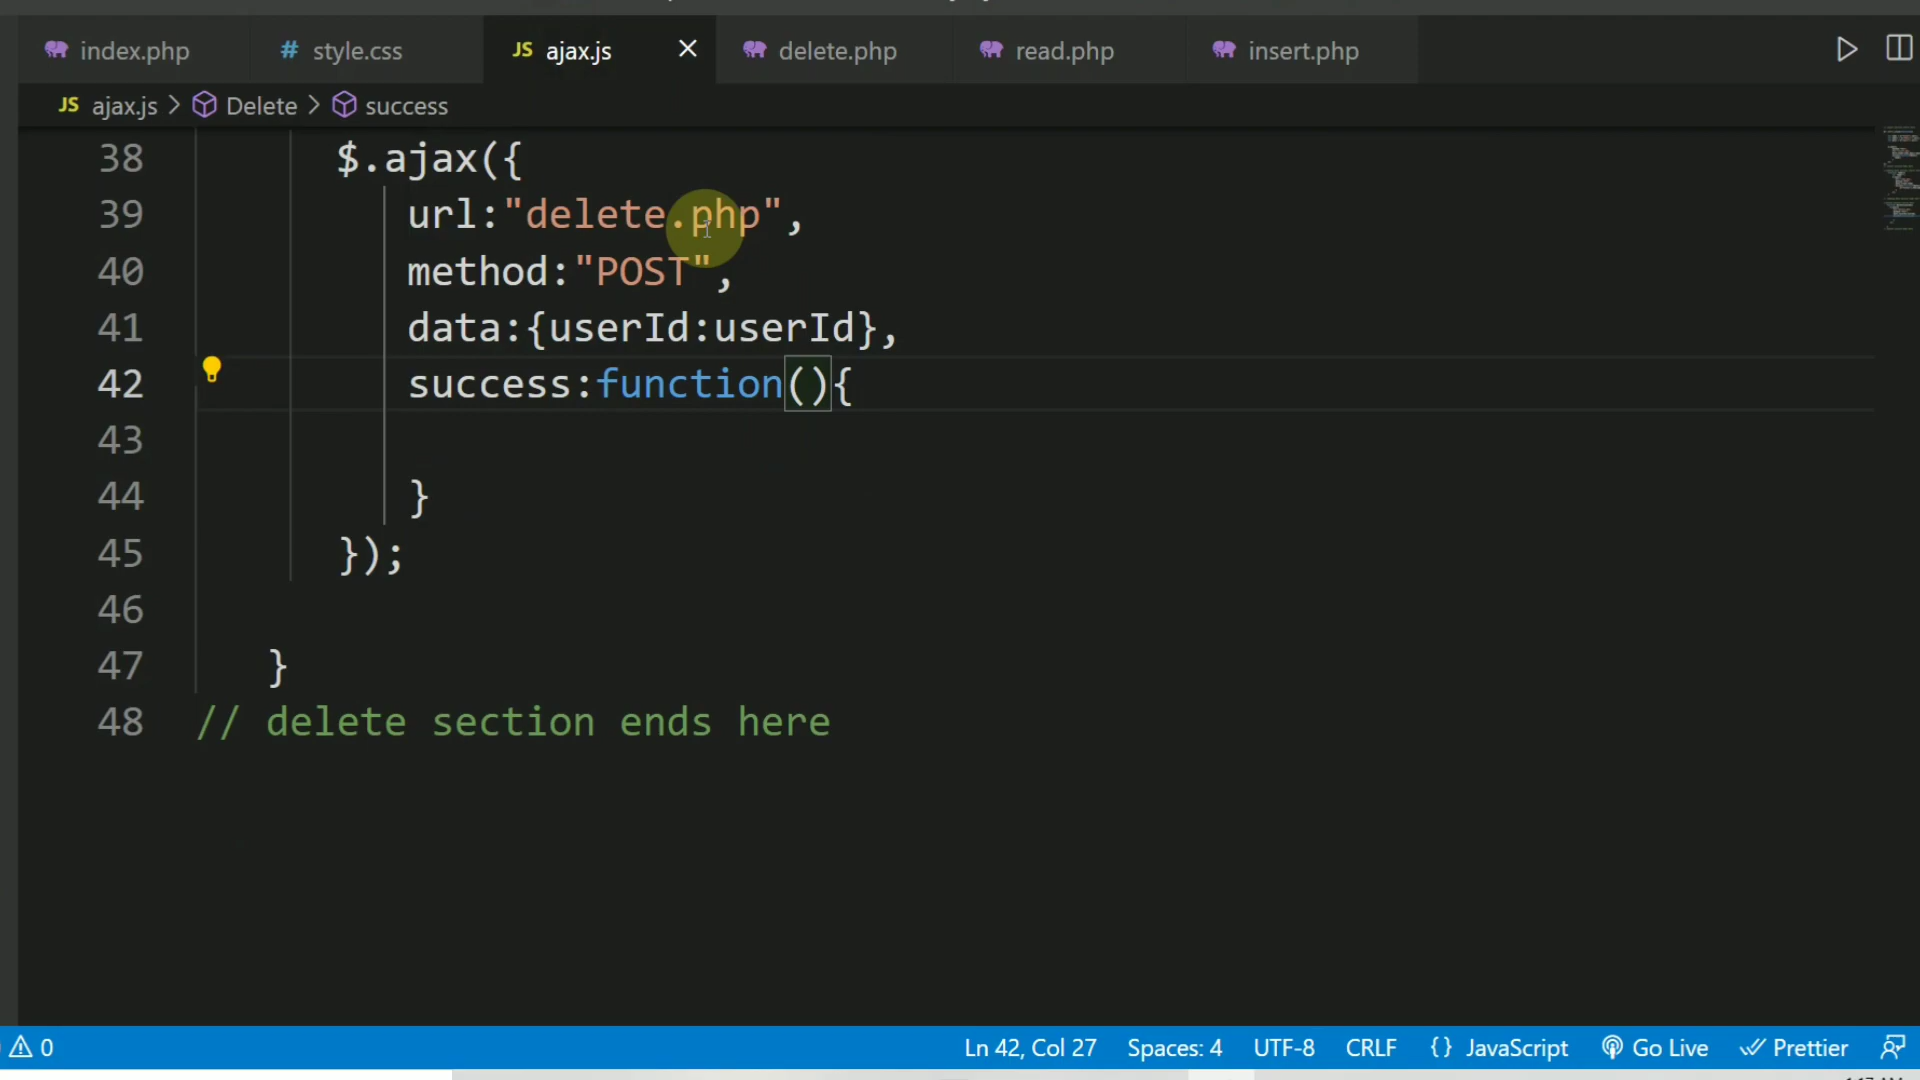 index.php # style.css JS ajax.js delete.php read.php insert.php
JS ajax.js > Delete > success
38 $.ajax({
39 url:"delete.php",
40 method:"POST",
41 data:{userId:userId},
42 success:function(){
43
44 }
45 });
46
47 }
48 // delete section ends here
0 Ln 42, Col 27 Spaces: 4 UTF-8 CRLF {} JavaScript Go Live Prettier